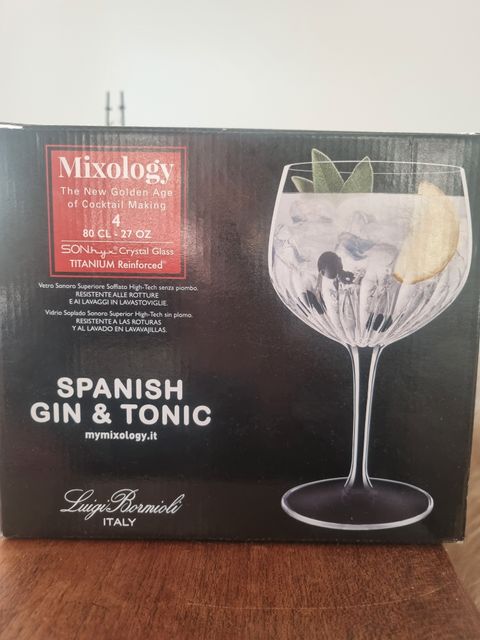 Mixology
The New Golden Age
of Cocktail Making
4
80 CL - 27 OZ
SON.hyx™ Crystal Glass
TITANIUM Reinforced™
Vetro Sonoro Superiore Soffiato High-Tech senza piombo.
RESISTENTE ALLE ROTTURE
E AI LAVAGGI IN LAVASTOVIGLIE.
Vidrio Soplado Sonoro Superior High-Tech sin plomo.
RESISTENTE A LAS ROTURAS
Y AL LAVADO EN LAVAVAJILLAS.
SPANISH
GIN & TONIC
mymixology.it
Luigi Bormioli
ITALY